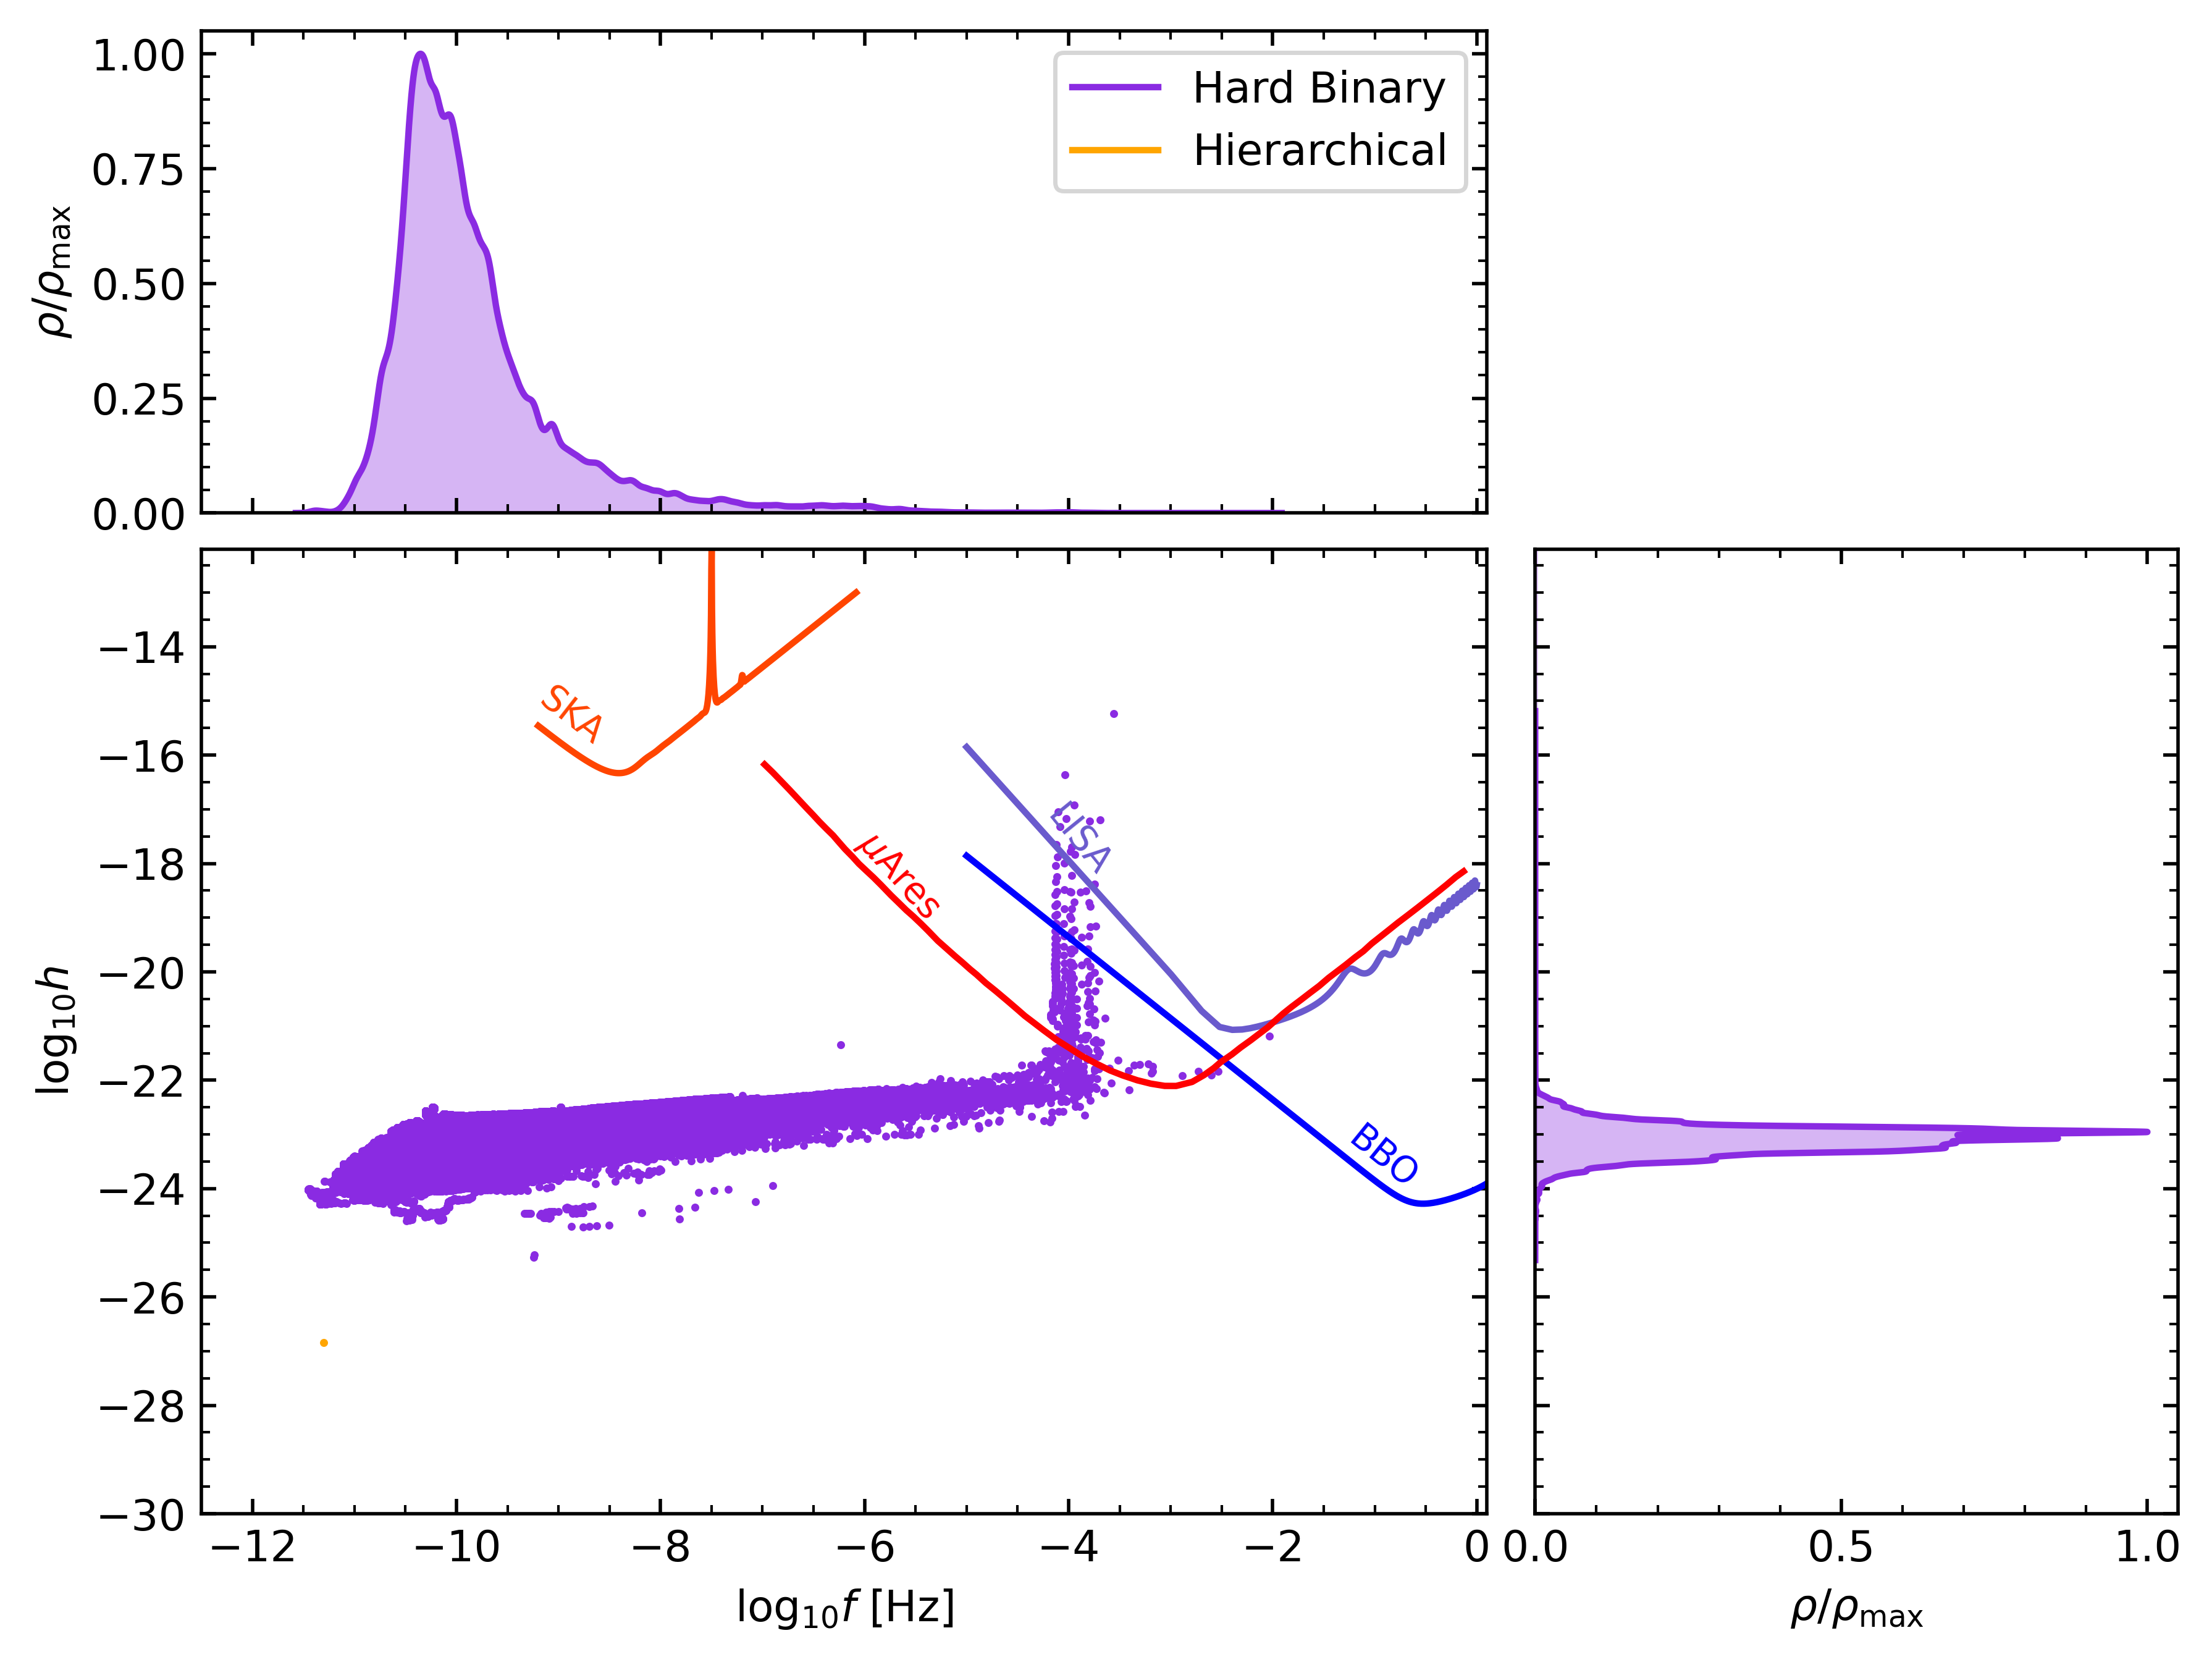 1.00
0.75
0.50
0.25
0.00
ρ/ρmax
Hard Binary
Hierarchical
−14
−16
−18
−20
−22
−24
−26
−28
−30
log10h
SKA
μAres
LISA
BBO
−12 −10 −8 −6 −4 −2 0
log10f [Hz]
0.0 0.5 1.0
ρ/ρmax